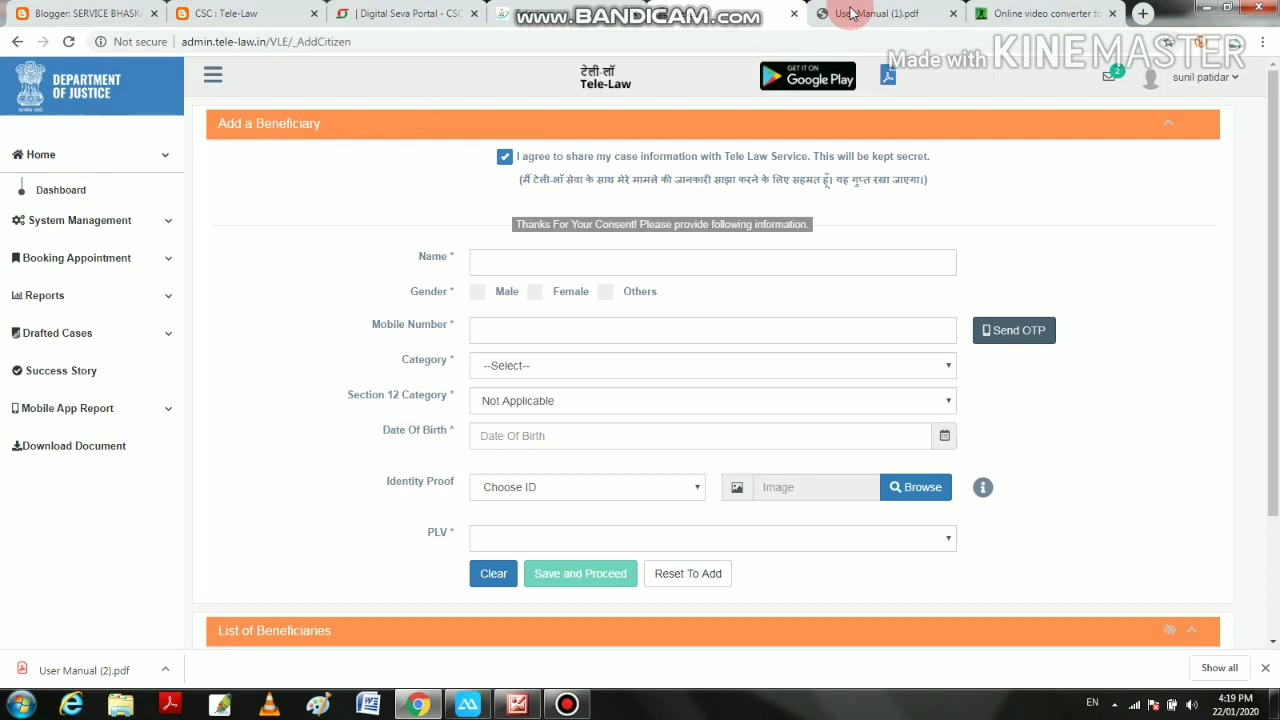 Blogger: SERVICE BHASKA
CSC : Tele-Law
| Digital Seva Portal - CSC
www.BANDICAM.com
User Manual (1).pdf
Online video converter to
Not secure | admin.tele-law.in/VLE/_AddCitizen
Made with KINEMASTER
DEPARTMENT
OF JUSTICE
टेली-लॉ
Tele-Law
GET IT ON
Google Play
2
sunil patidar
Home
Dashboard
System Management
Booking Appointment
Reports
Drafted Cases
Success Story
Mobile App Report
Download Document
Add a Beneficiary
I agree to share my case information with Tele Law Service. This will be kept secret.
(मैं टेली-लॉ सेवा के साथ मेरे मामले की जानकारी साझा करने के लिए सहमत हूँ। यह गुप्त रखा जाएगा।)
Thanks For Your Consent! Please provide following information.
Name *
Gender * Male Female Others
Mobile Number * Send OTP
Category * --Select--
Section 12 Category * Not Applicable
Date Of Birth * Date Of Birth
Identity Proof Choose ID Image Browse
PLV *
Clear Save and Proceed Reset To Add
List of Beneficiaries
User Manual (2).pdf
Show all
EN
4:19 PM
22/01/2020